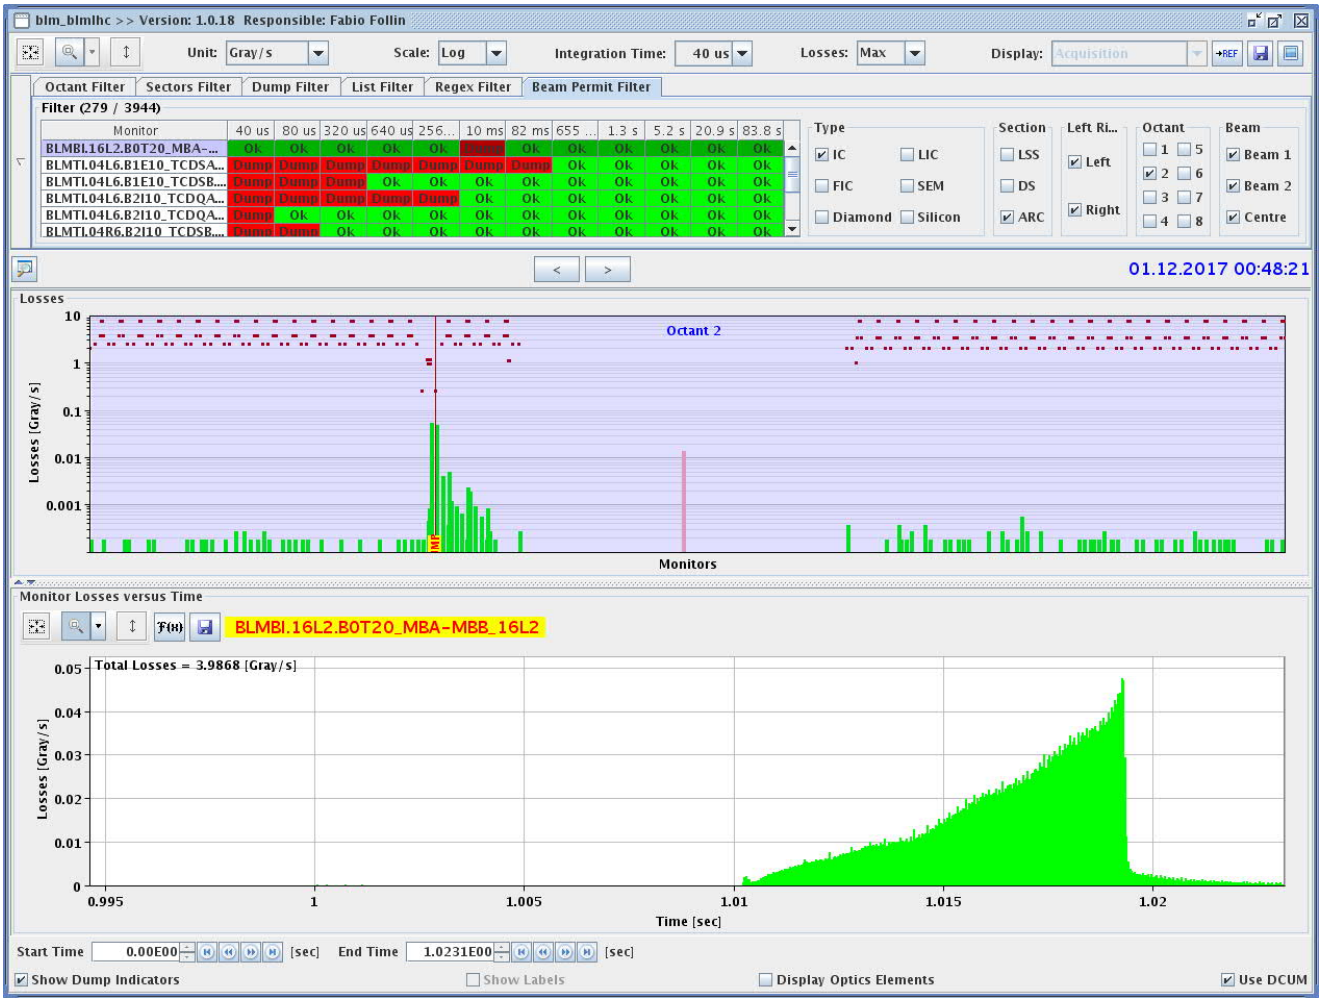 blm_blmlhc >> Version: 1.0.18 Responsible: Fabio Follin
Unit: Gray/s Scale: Log Integration Time: 40 us Losses: Max Display: Acquisition →REF
Octant Filter Sectors Filter Dump Filter List Filter Regex Filter Beam Permit Filter
Filter (279 / 3944)
Monitor 40 us 80 us 320 us 640 us 256... 10 ms 82 ms 655 ... 1.3 s 5.2 s 20.9 s 83.8 s
BLMBI.16L2.B0T20_MBA-... Ok Ok Ok Ok Ok Dump Ok Ok Ok Ok Ok Ok
BLMTI.04L6.B1E10_TCDSA... Dump Dump Dump Dump Dump Dump Dump Ok Ok Ok Ok Ok
BLMTI.04L6.B1E10_TCDSB.... Dump Dump Dump Ok Ok Ok Ok Ok Ok Ok Ok Ok
BLMTI.04L6.B2I10_TCDQA... Dump Dump Dump Dump Dump Ok Ok Ok Ok Ok Ok Ok
BLMTI.04L6.B2I10_TCDQA... Dump Ok Ok Ok Ok Ok Ok Ok Ok Ok Ok Ok
BLMTI.04R6.B2I10_TCDSB.... Dump Dump Ok Ok Ok Ok Ok Ok Ok Ok Ok Ok
Type Section Left Ri... Octant Beam
IC LIC LSS Left 1 5 Beam 1
FIC SEM DS 2 6 Beam 2
Diamond Silicon ARC Right 3 7 Centre
4 8
< > 01.12.2017 00:48:21
Losses
Octant 2
10
1
0.1
0.01
0.001
Losses [Gray/s]
Monitors
Monitor Losses versus Time
F(x) BLMBI.16L2.B0T20_MBA-MBB_16L2
Total Losses = 3.9868 [Gray/s]
0.05
0.04
0.03
0.02
0.01
0
Losses [Gray/s]
0.995 1 1.005 1.01 1.015 1.02
Time [sec]
Start Time 0.00E00 [sec] End Time 1.0231E00 [sec]
Show Dump Indicators Show Labels Display Optics Elements Use DCUM